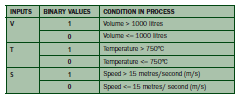 INPUTS BINARY VALUES CONDITION IN PROCESS
V 1 Volume > 1000 litres
0 Volume <= 1000 litres
T 1 Temperature > 750°C
0 Temperature <= 750°C
S 1 Speed > 15 metres/second (m/s)
0 Speed <= 15 metres/ second (m/s)